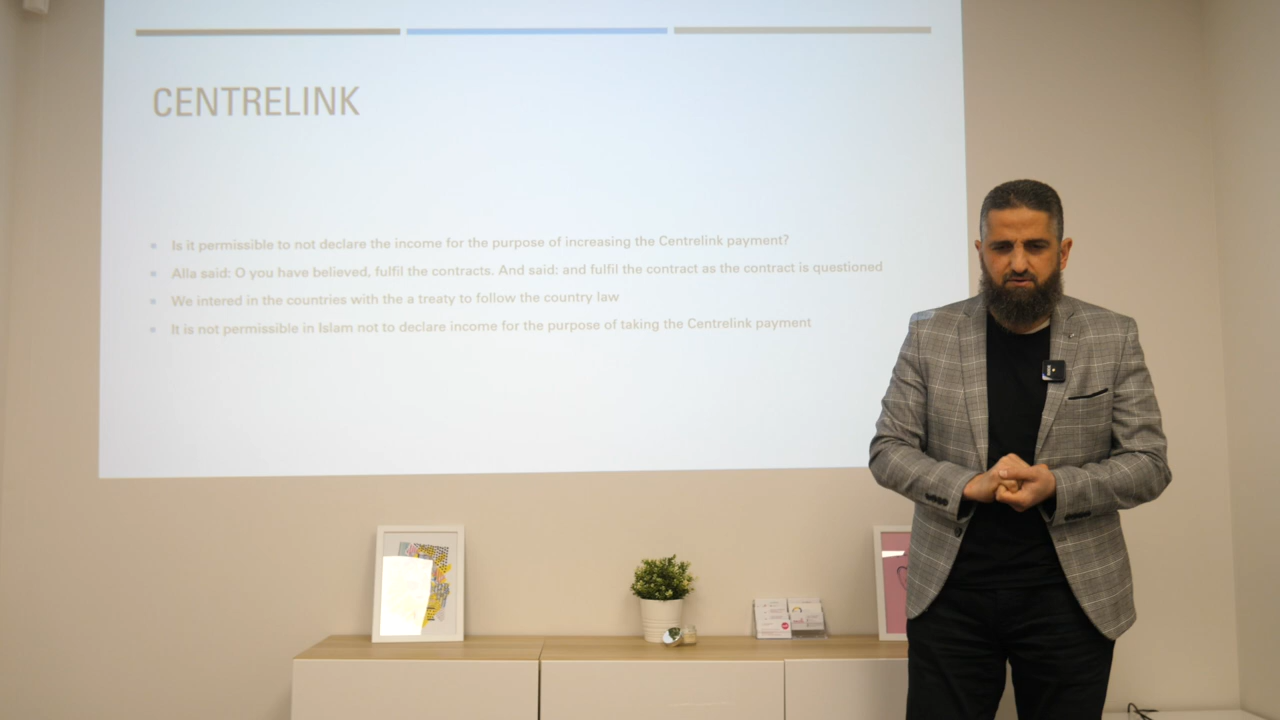 CENTRELINK
Is it permissible to not declare the income for the purpose of increasing the Centrelink payment?
Alla said: O you have believed, fulfil the contracts. And said: and fulfil the contract as the contract is questioned
We intered in the countries with the a treaty to follow the country law
It is not permissible in Islam not to declare income for the purpose of taking the Centrelink payment